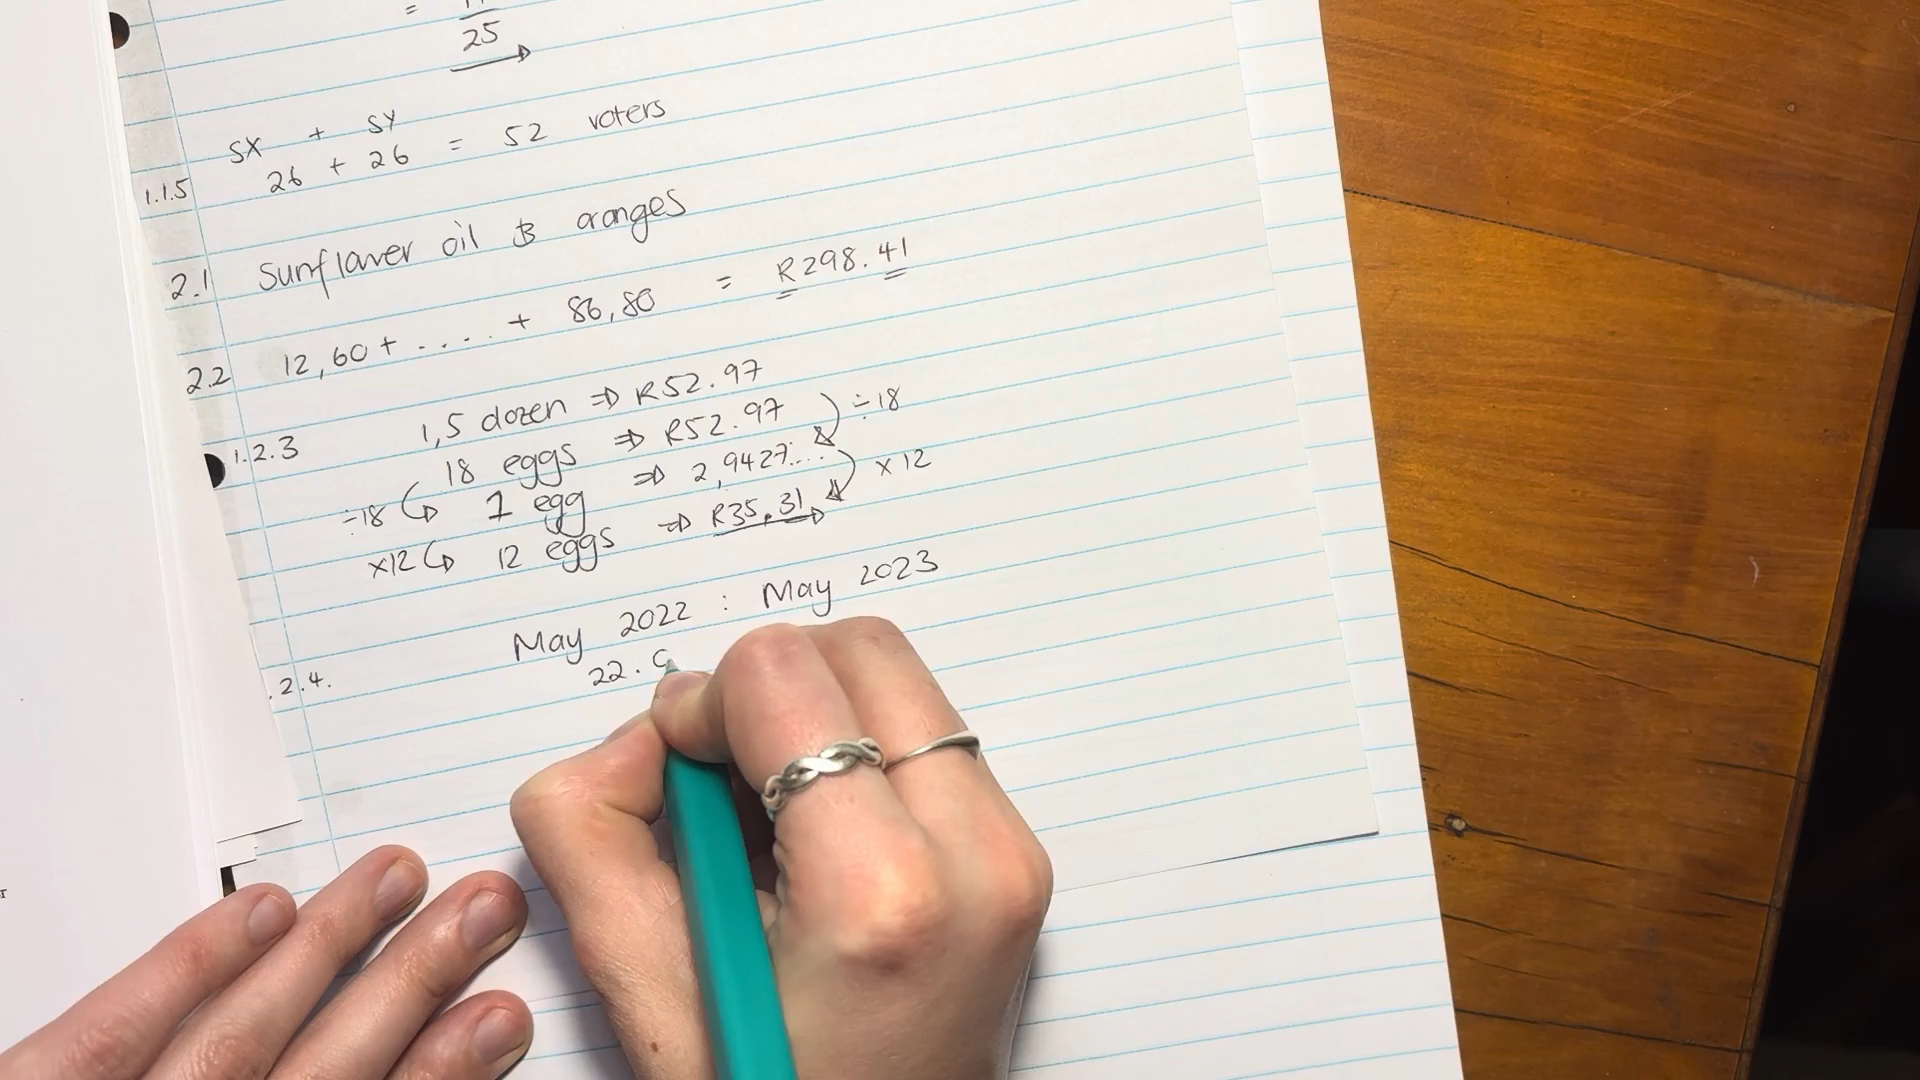 =
25
SX + SY
1.1.5 26 + 26 = 52 voters
2.1 Sunflower oil & oranges
2.2 12,60 + . . . . + 86,80 = R298.41
1.2.3 1,5 dozen ⇒ R52.97
18 eggs ⇒ R52.97 ÷18
÷18 1 egg ⇒ 2,9427... ×12
×12 12 eggs ⇒ R35.31
.2.4. May 2022 : May 2023
22.